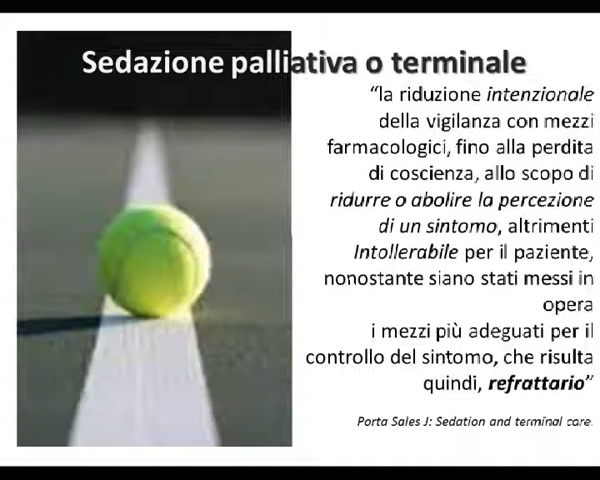 Sedazione palliativa o terminale
“la riduzione intenzionale
della vigilanza con mezzi
farmacologici, fino alla perdita
di coscienza, allo scopo di
ridurre o abolire la percezione
di un sintomo, altrimenti
Intollerabile per il paziente,
nonostante siano stati messi in
opera
i mezzi più adeguati per il
controllo del sintomo, che risulta
quindi, refrattario”
Porta Sales J: Sedation and terminal care.